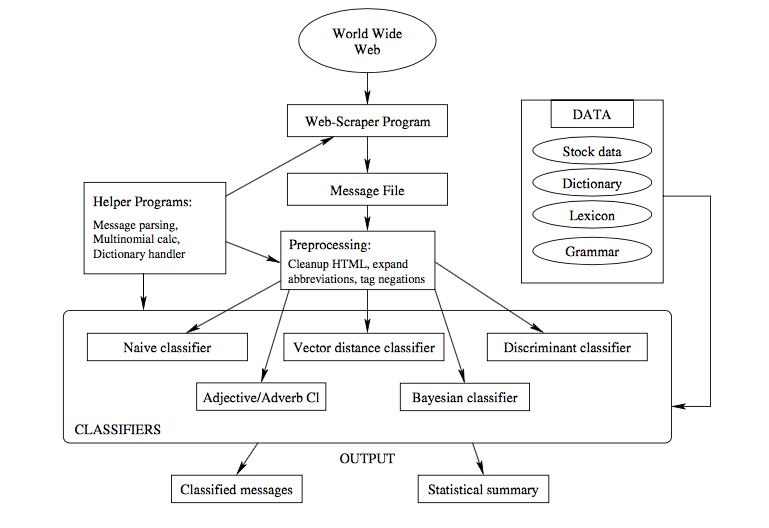 World Wide
Web
Web-Scraper Program
DATA
Stock data
Dictionary
Lexicon
Grammar
Message File
Helper Programs:
Message parsing,
Multinomial calc,
Dictionary handler
Preprocessing:
Cleanup HTML, expand
abbreviations, tag negations
Naive classifier
Vector distance classifier
Discriminant classifier
Adjective/Adverb Cl
Bayesian classifier
CLASSIFIERS
OUTPUT
Classified messages
Statistical summary